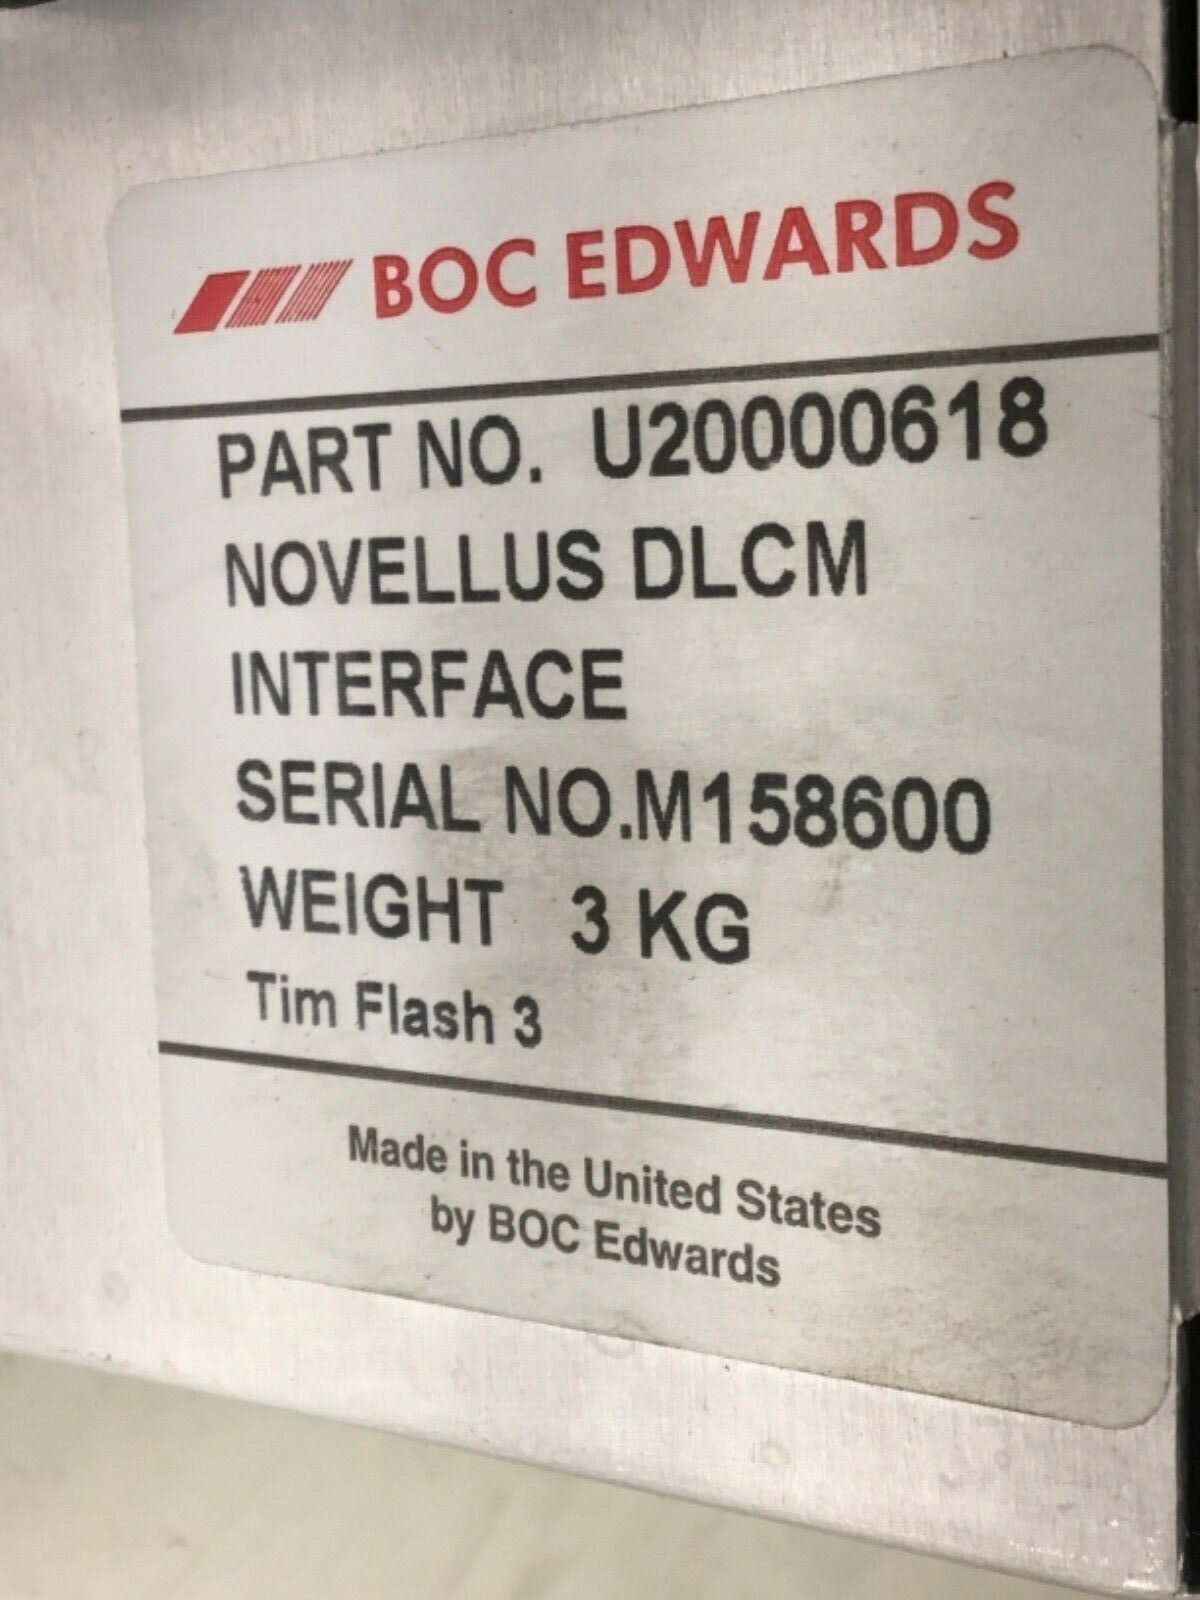 BOC EDWARDS
PART NO. U20000618
NOVELLUS DLCM
INTERFACE
SERIAL NO.M158600
WEIGHT 3 KG
Tim Flash 3
Made in the United States
by BOC Edwards